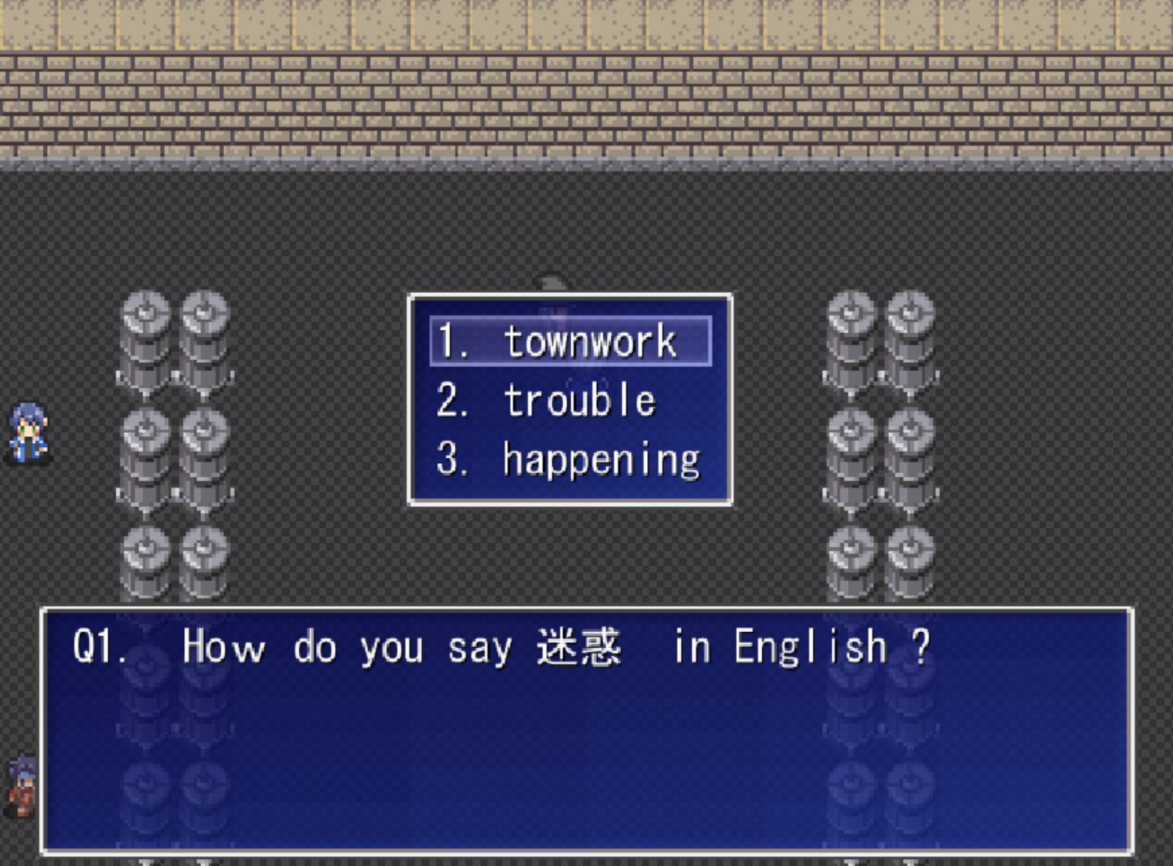 1. townwork
2. trouble
3. happening
Q1. How do you say 迷惑 in English ?